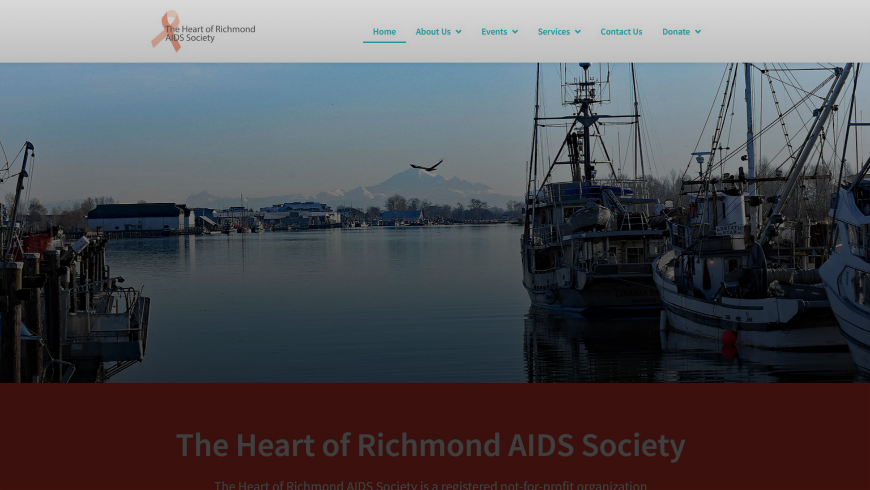 The Heart of Richmond
AIDS Society
Home
About Us
Events
Services
Contact Us
Donate
The Heart of Richmond AIDS Society
The Heart of Richmond AIDS Society is a registered not-for-profit organization